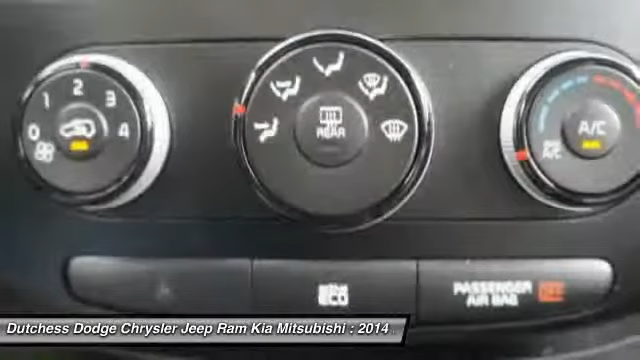 0 1 2 3 4
REAR
A/C
A/C
ECO
PASSENGER
AIR BAG OFF
Dutchess Dodge Chrysler Jeep Ram Kia Mitsubishi : 2014